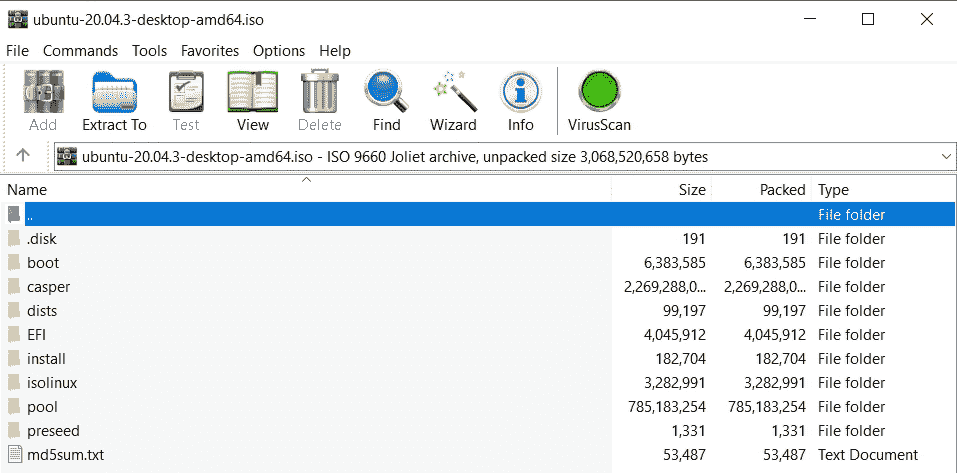 ubuntu-20.04.3-desktop-amd64.iso
File Commands Tools Favorites Options Help
Add Extract To Test View Delete Find Wizard Info VirusScan
ubuntu-20.04.3-desktop-amd64.iso - ISO 9660 Joliet archive, unpacked size 3,068,520,658 bytes
Name Size Packed Type
.. File folder
.disk 191 191 File folder
boot 6,383,585 6,383,585 File folder
casper 2,269,288,0... 2,269,288,0... File folder
dists 99,197 99,197 File folder
EFI 4,045,912 4,045,912 File folder
install 182,704 182,704 File folder
isolinux 3,282,991 3,282,991 File folder
pool 785,183,254 785,183,254 File folder
preseed 1,331 1,331 File folder
md5sum.txt 53,487 53,487 Text Document